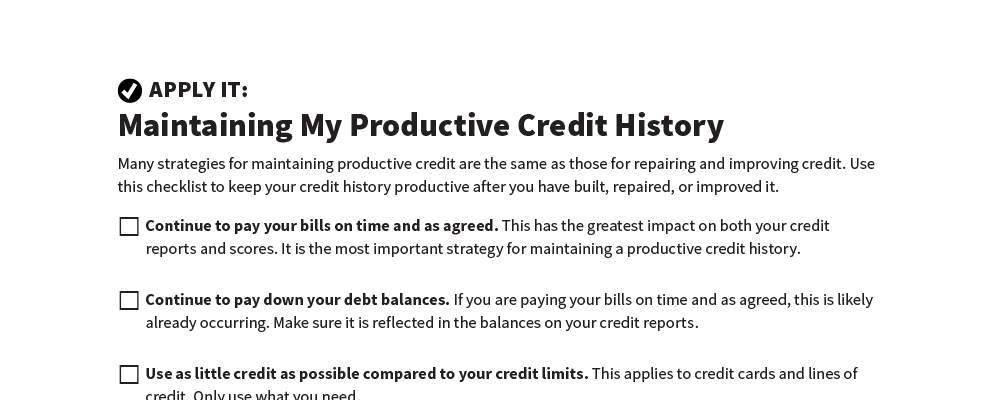 APPLY IT:
Maintaining My Productive Credit History
Many strategies for maintaining productive credit are the same as those for repairing and improving credit. Use
this checklist to keep your credit history productive after you have built, repaired, or improved it.
Continue to pay your bills on time and as agreed. This has the greatest impact on both your credit
reports and scores. It is the most important strategy for maintaining a productive credit history.
Continue to pay down your debt balances. If you are paying your bills on time and as agreed, this is likely
already occurring. Make sure it is reflected in the balances on your credit reports.
Use as little credit as possible compared to your credit limits. This applies to credit cards and lines of
credit. Only use what you need.